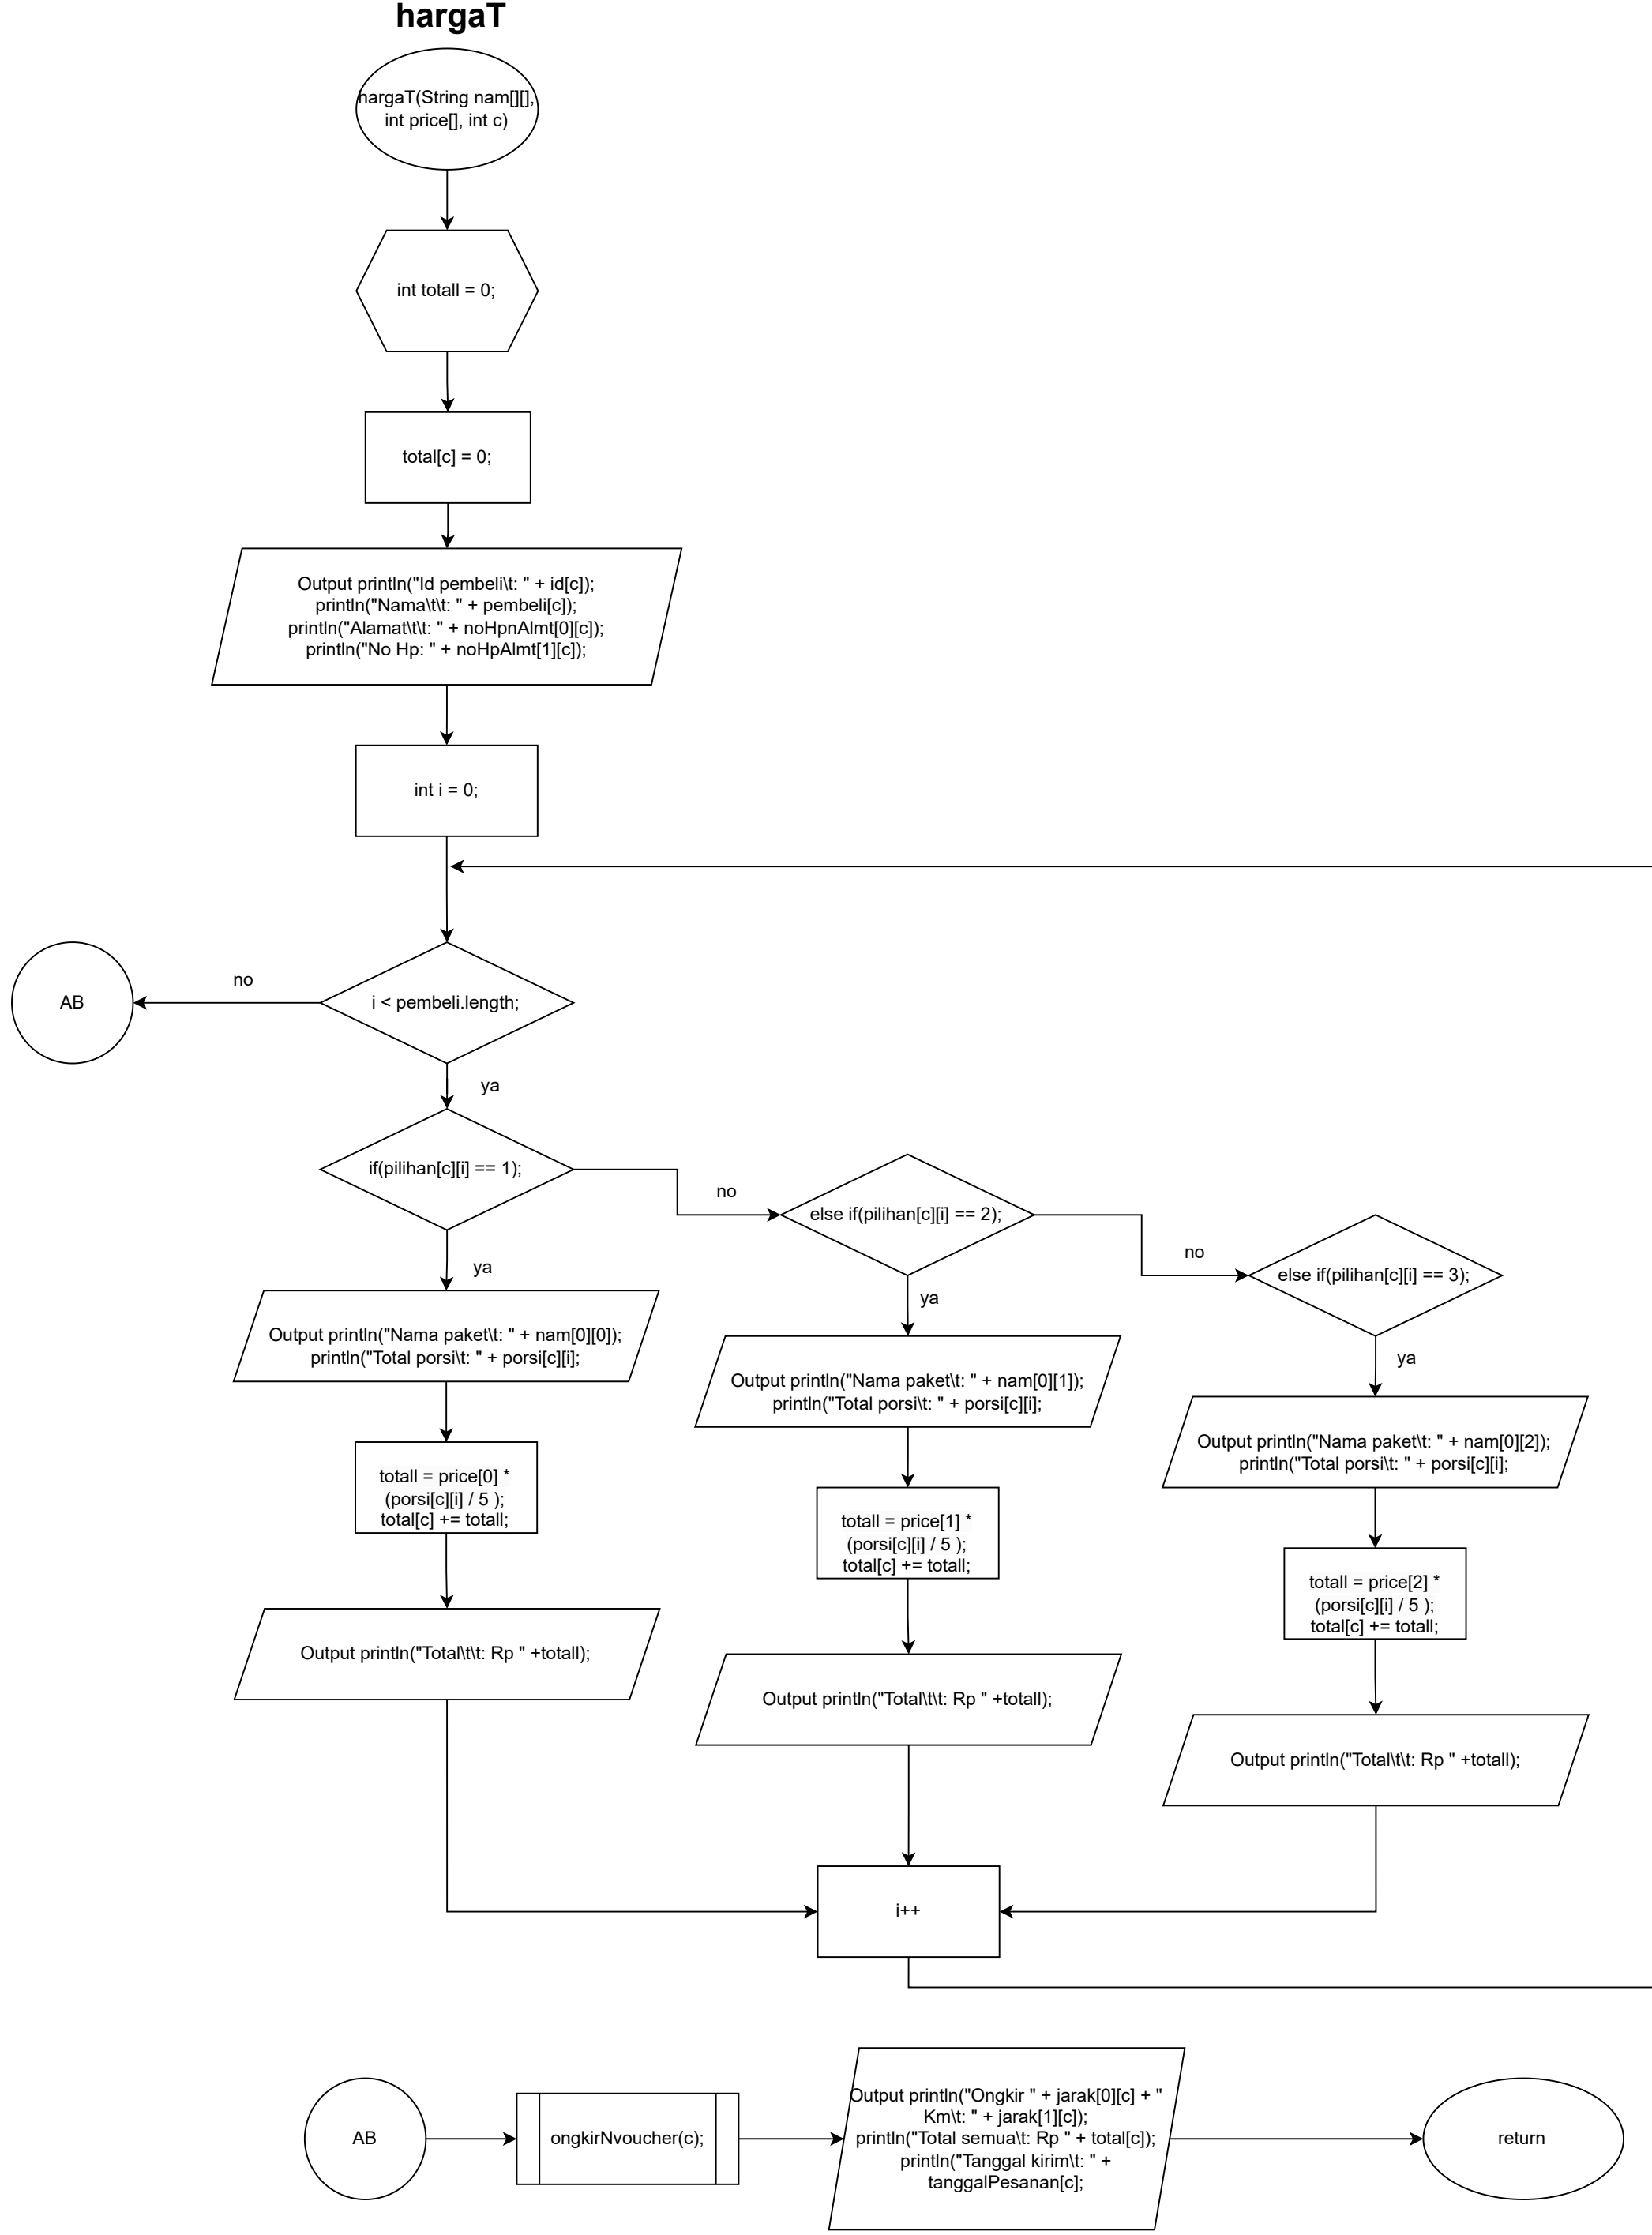 hargaT
hargaT(String nam[][],
int price[], int c)
int totall = 0;
total[c] = 0;
Output println("Id pembeli\t: " + id[c]);
println("Nama\t\t: " + pembeli[c]);
println("Alamat\t\t: " + noHpnAlmt[0][c]);
println("No Hp: " + noHpAlmt[1][c]);
int i = 0;
AB
no
i < pembeli.length;
ya
if(pilihan[c][i] == 1);
no
else if(pilihan[c][i] == 2);
no
else if(pilihan[c][i] == 3);
ya
Output println("Nama paket\t: " + nam[0][0]);
println("Total porsi\t: " + porsi[c][i];
totall = price[0] *
(porsi[c][i] / 5 );
total[c] += totall;
Output println("Total\t\t: Rp " +totall);
ya
Output println("Nama paket\t: " + nam[0][1]);
println("Total porsi\t: " + porsi[c][i];
totall = price[1] *
(porsi[c][i] / 5 );
total[c] += totall;
Output println("Total\t\t: Rp " +totall);
ya
Output println("Nama paket\t: " + nam[0][2]);
println("Total porsi\t: " + porsi[c][i];
totall = price[2] *
(porsi[c][i] / 5 );
total[c] += totall;
Output println("Total\t\t: Rp " +totall);
i++
AB
ongkirNvoucher(c);
Output println("Ongkir " + jarak[0][c] + "
Km\t: " + jarak[1][c]);
println("Total semua\t: Rp " + total[c]);
println("Tanggal kirim\t: " +
tanggalPesanan[c];
return